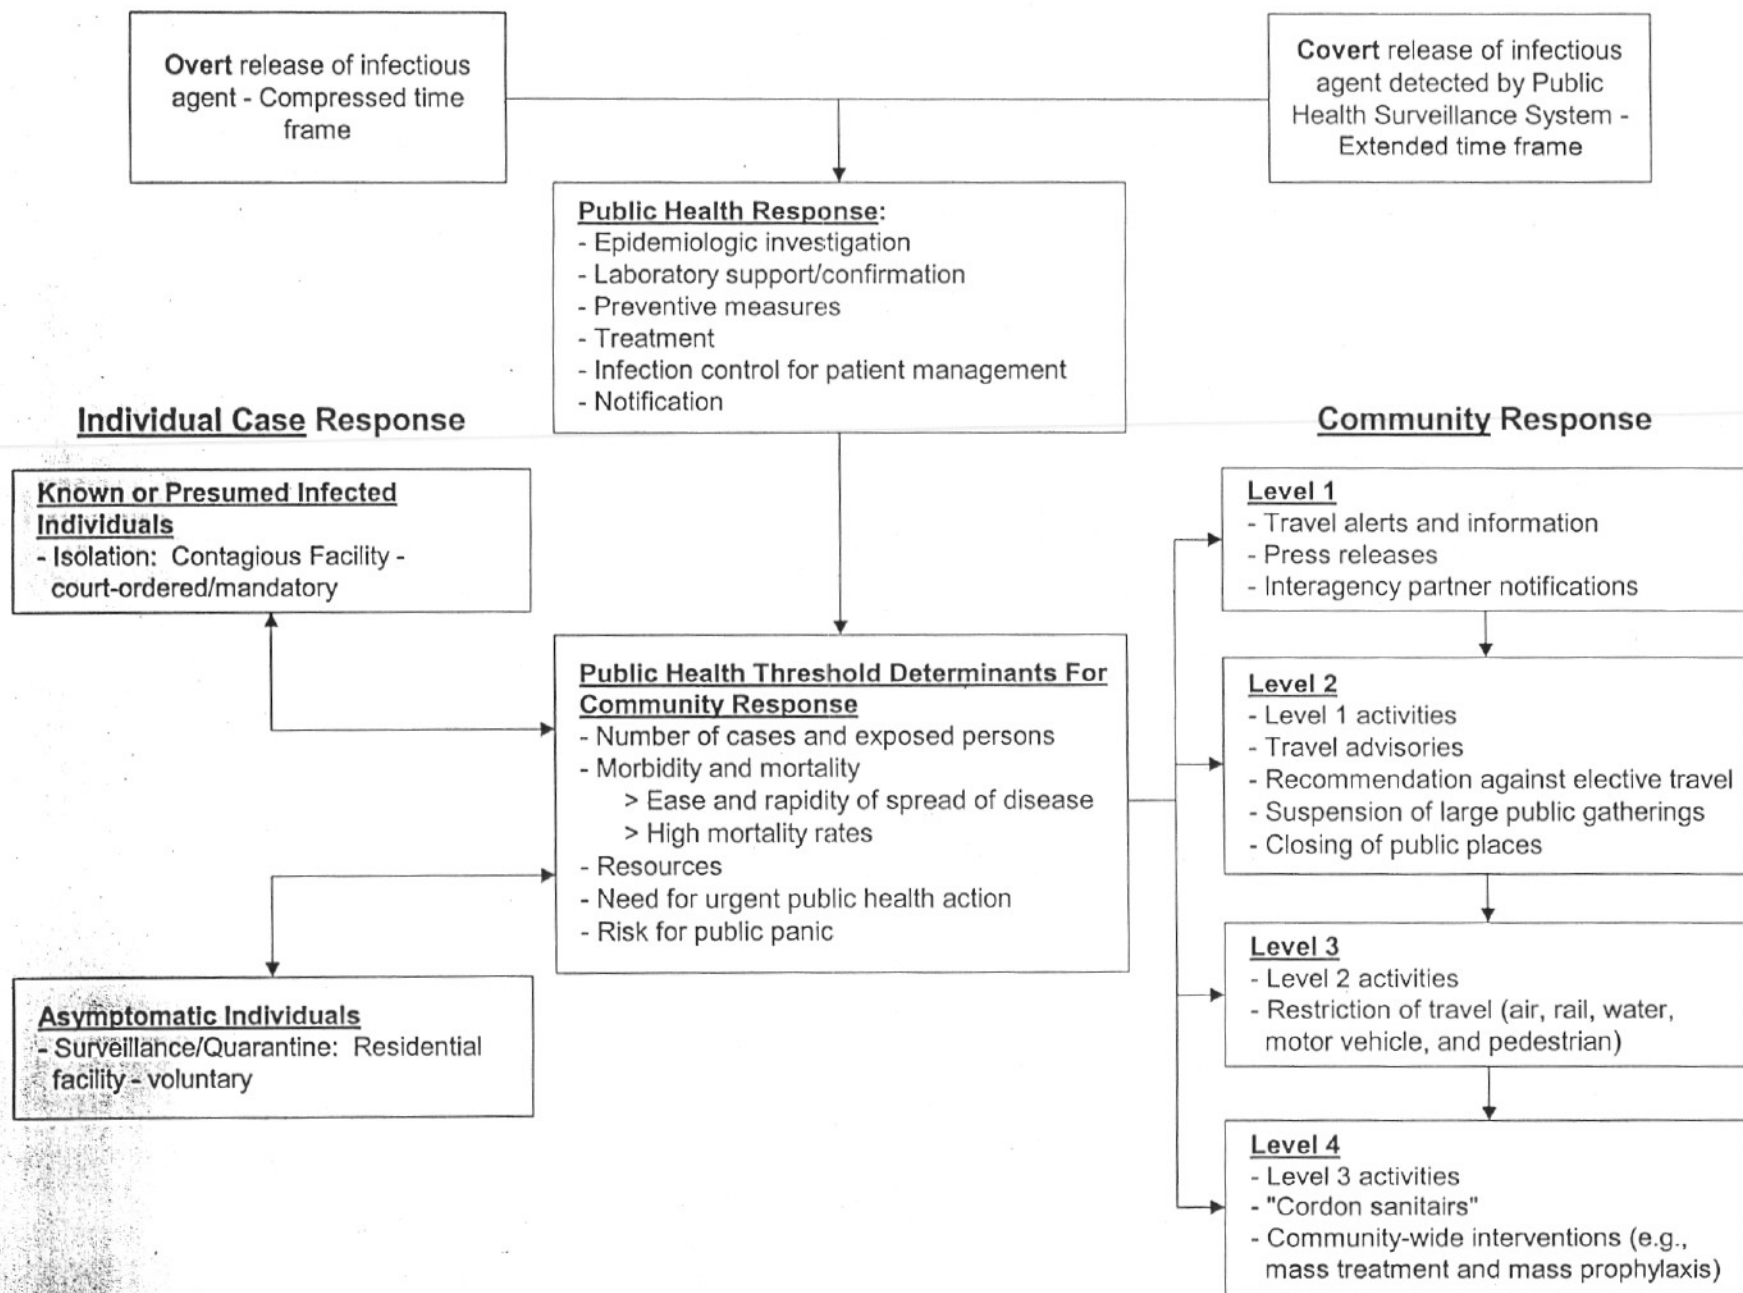 Overt release of infectious
agent - Compressed time
frame
Covert release of infectious
agent detected by Public
Health Surveillance System -
Extended time frame
Public Health Response:
- Epidemiologic investigation
- Laboratory support/confirmation
- Preventive measures
- Treatment
- Infection control for patient management
- Notification
Individual Case Response
Known or Presumed Infected
Individuals
- Isolation: Contagious Facility -
court-ordered/mandatory
Public Health Threshold Determinants For
Community Response
- Number of cases and exposed persons
- Morbidity and mortality
> Ease and rapidity of spread of disease
> High mortality rates
- Resources
- Need for urgent public health action
- Risk for public panic
Asymptomatic Individuals
- Surveillance/Quarantine: Residential
facility - voluntary
Community Response
Level 1
- Travel alerts and information
- Press releases
- Interagency partner notifications
Level 2
- Level 1 activities
- Travel advisories
- Recommendation against elective travel
- Suspension of large public gatherings
- Closing of public places
Level 3
- Level 2 activities
- Restriction of travel (air, rail, water,
motor vehicle, and pedestrian)
Level 4
- Level 3 activities
- "Cordon sanitairs"
- Community-wide interventions (e.g.,
mass treatment and mass prophylaxis)